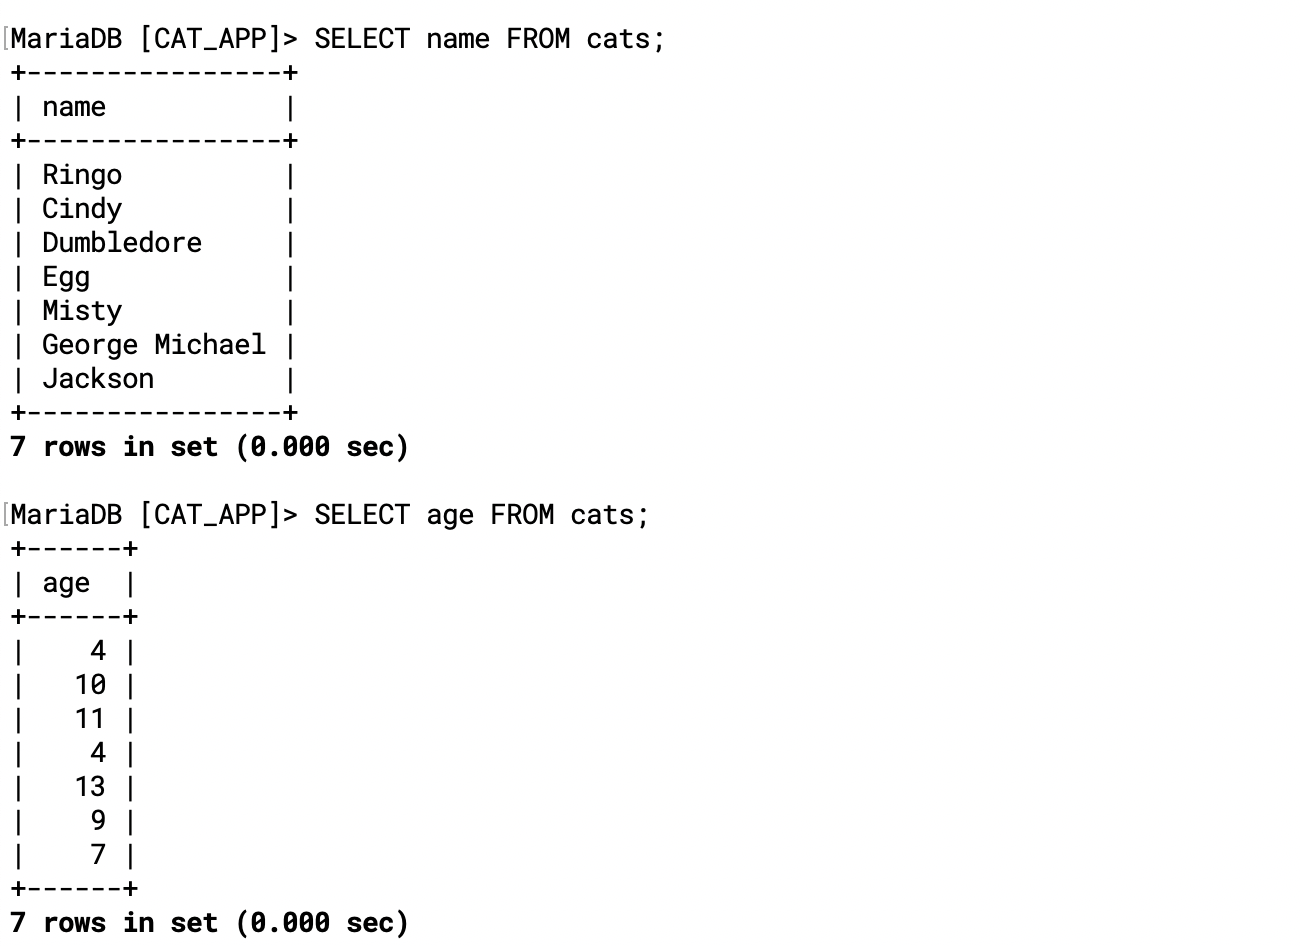 MariaDB [CAT_APP]> SELECT name FROM cats;
+----------------+
| name           |
+----------------+
| Ringo          |
| Cindy          |
| Dumbledore     |
| Egg            |
| Misty          |
| George Michael |
| Jackson        |
+----------------+
7 rows in set (0.000 sec)

MariaDB [CAT_APP]> SELECT age FROM cats;
+------+
| age  |
+------+
|    4 |
|   10 |
|   11 |
|    4 |
|   13 |
|    9 |
|    7 |
+------+
7 rows in set (0.000 sec)